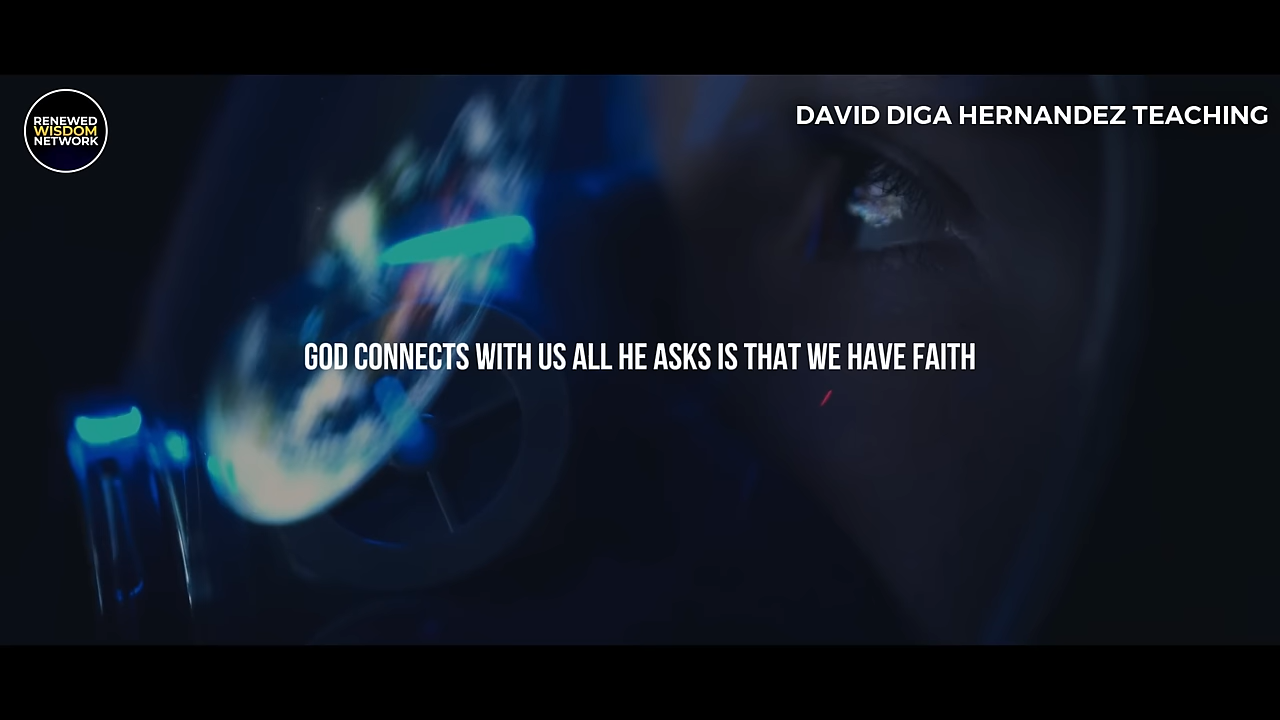 RENEWED
WISDOM
NETWORK
DAVID DIGA HERNANDEZ TEACHING
GOD CONNECTS WITH US ALL HE ASKS IS THAT WE HAVE FAITH